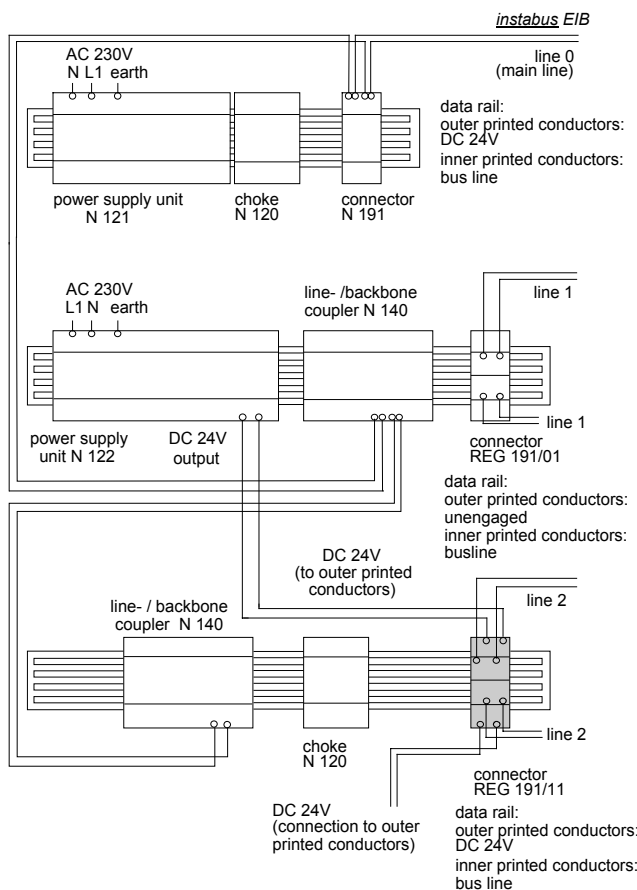 instabus EIB
line 0
(main line)
AC 230V
N L1 earth
data rail:
outer printed conductors:
DC 24V
inner printed conductors:
bus line
power supply unit
N 121
choke
N 120
connector
N 191
AC 230V
L1 N earth
line- /backbone
coupler N 140
line 1
line 1
power supply
unit N 122
DC 24V
output
connector
REG 191/01
data rail:
outer printed conductors:
unengaged
inner printed conductors:
busline
DC 24V
(to outer printed
conductors)
line 2
line- / backbone
coupler N 140
line 2
choke
N 120
connector
REG 191/11
DC 24V
(connection to outer
printed conductors)
data rail:
outer printed conductors:
DC 24V
inner printed conductors:
bus line